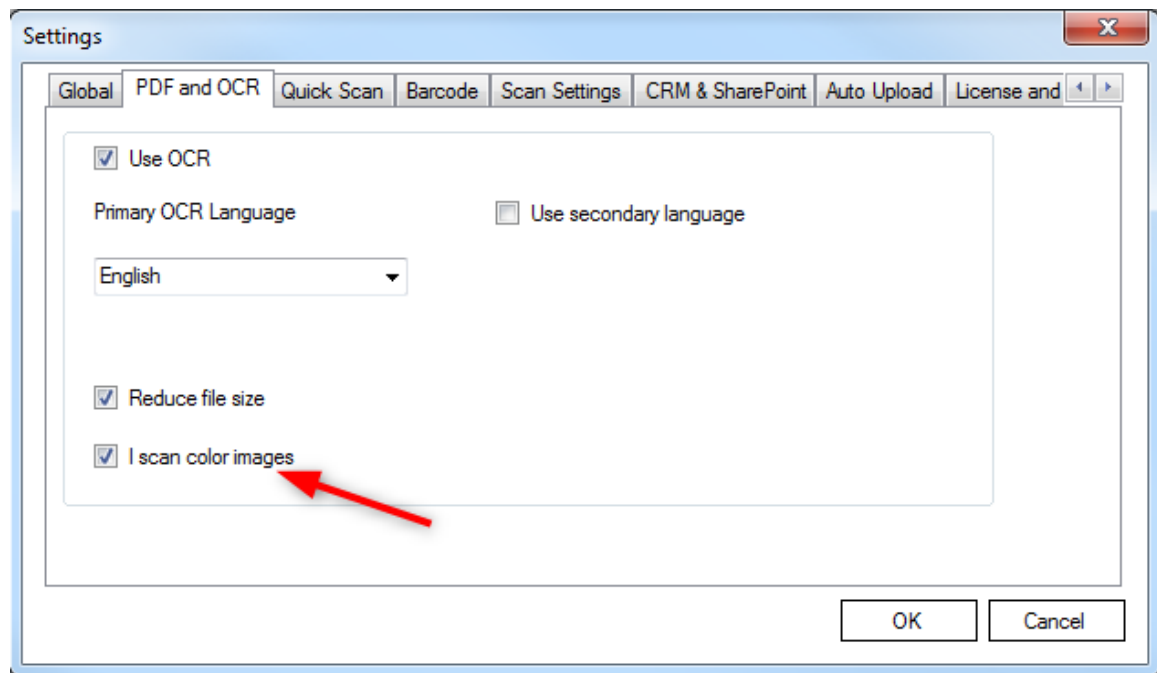 Settings
Global PDF and OCR Quick Scan Barcode Scan Settings CRM & SharePoint Auto Upload License and
Use OCR
Primary OCR Language Use secondary language
English
Reduce file size
I scan color images
OK Cancel